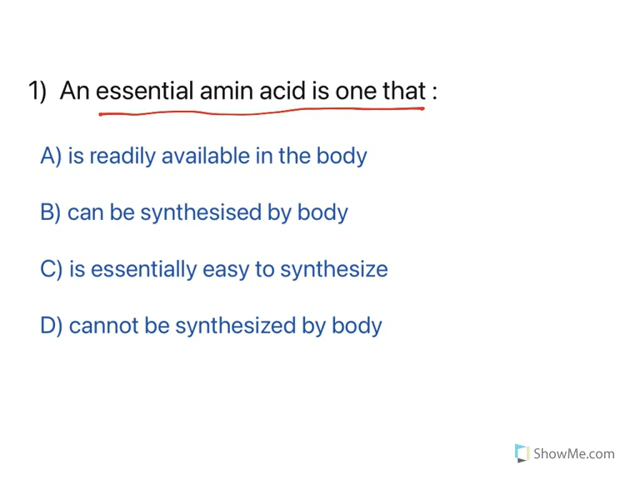 1) An essential amin acid is one that :
A) is readily available in the body
B) can be synthesised by body
C) is essentially easy to synthesize
D) cannot be synthesized by body
ShowMe.com